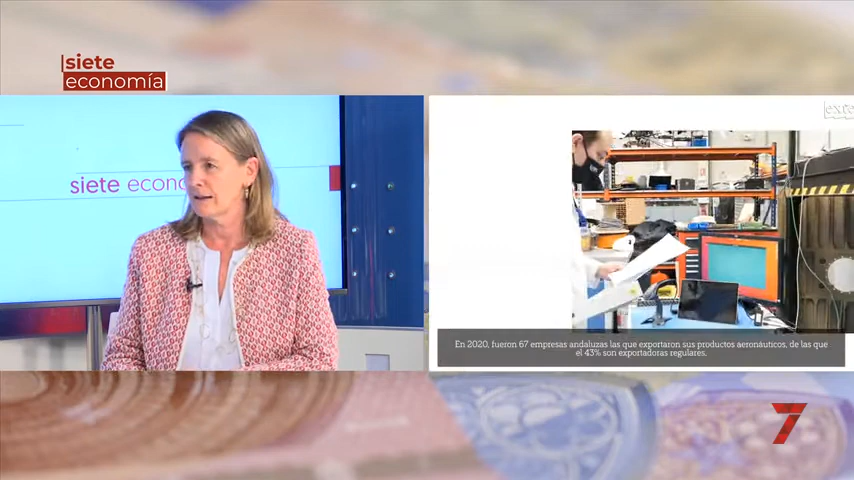 siete
economía
siete econo
exte
En 2020, fueron 67 empresas andaluzas las que exportaron sus productos aeronáuticos, de las que
el 43% son exportadoras regulares.
7